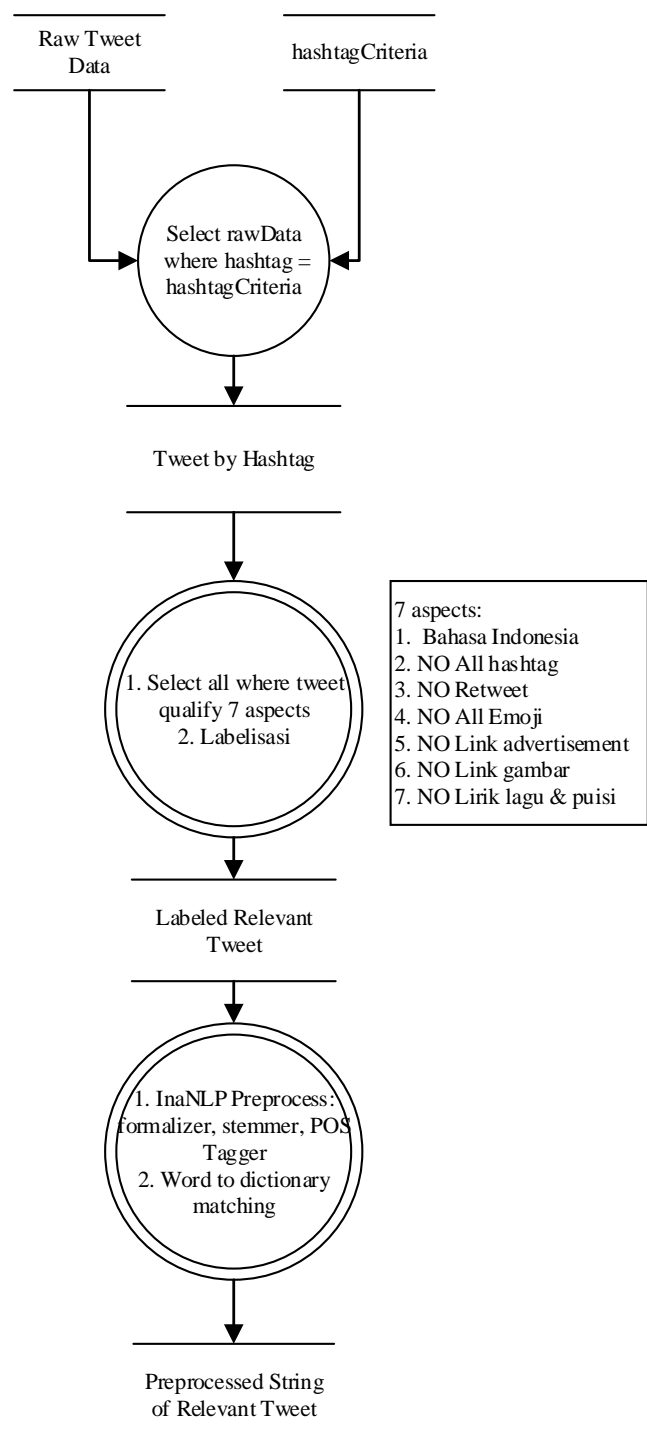 Raw Tweet
Data
hashtagCriteria
Select rawData
where hashtag =
hashtagCriteria
Tweet by Hashtag
1. Select all where tweet
qualify 7 aspects
2. Labelisasi
7 aspects:
1. Bahasa Indonesia
2. NO All hashtag
3. NO Retweet
4. NO All Emoji
5. NO Link advertisement
6. NO Link gambar
7. NO Lirik lagu & puisi
Labeled Relevant
Tweet
1. InaNLP Preprocess:
formalizer, stemmer, POS
Tagger
2. Word to dictionary
matching
Preprocessed String
of Relevant Tweet